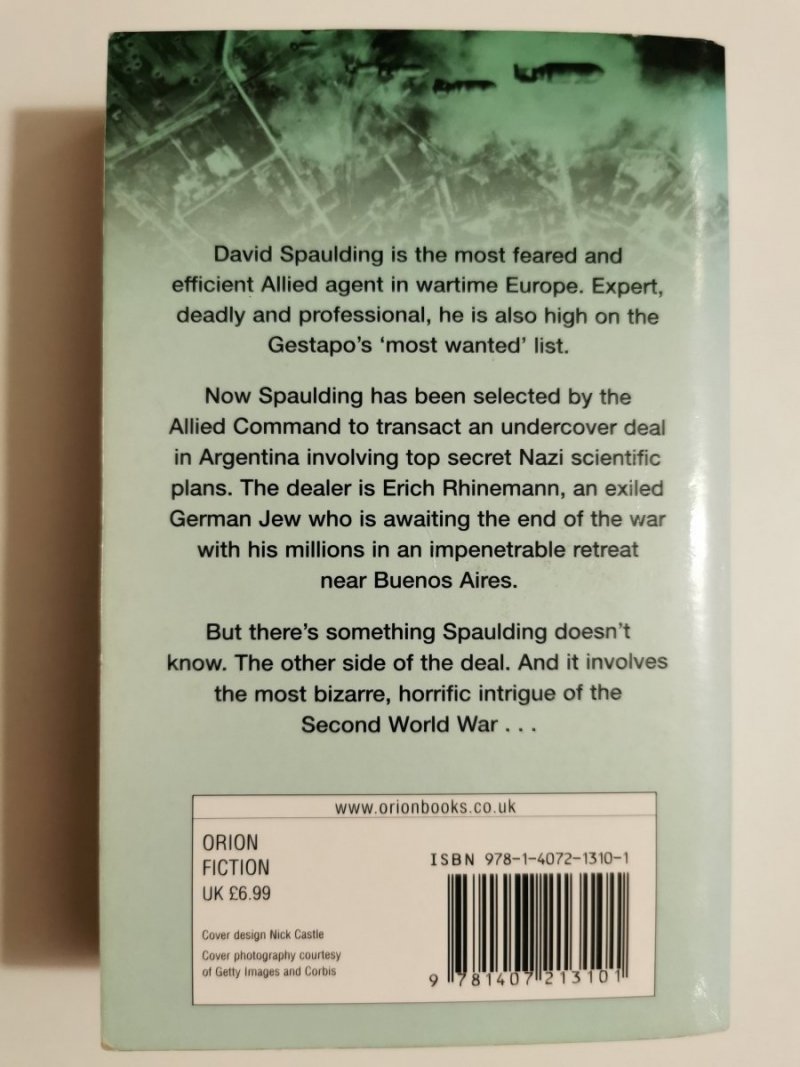 David Spaulding is the most feared and
efficient Allied agent in wartime Europe. Expert,
deadly and professional, he is also high on the
Gestapo's 'most wanted' list.
Now Spaulding has been selected by the
Allied Command to transact an undercover deal
in Argentina involving top secret Nazi scientific
plans. The dealer is Erich Rhinemann, an exiled
German Jew who is awaiting the end of the war
with his millions in an impenetrable retreat
near Buenos Aires.
But there's something Spaulding doesn't
know. The other side of the deal. And it involves
the most bizarre, horrific intrigue of the
Second World War . . .
www.orionbooks.co.uk
ORION
FICTION
UK £6.99
Cover design Nick Castle
Cover photography courtesy
of Getty Images and Corbis
ISBN 978-1-4072-1310-1
9 781407 213101